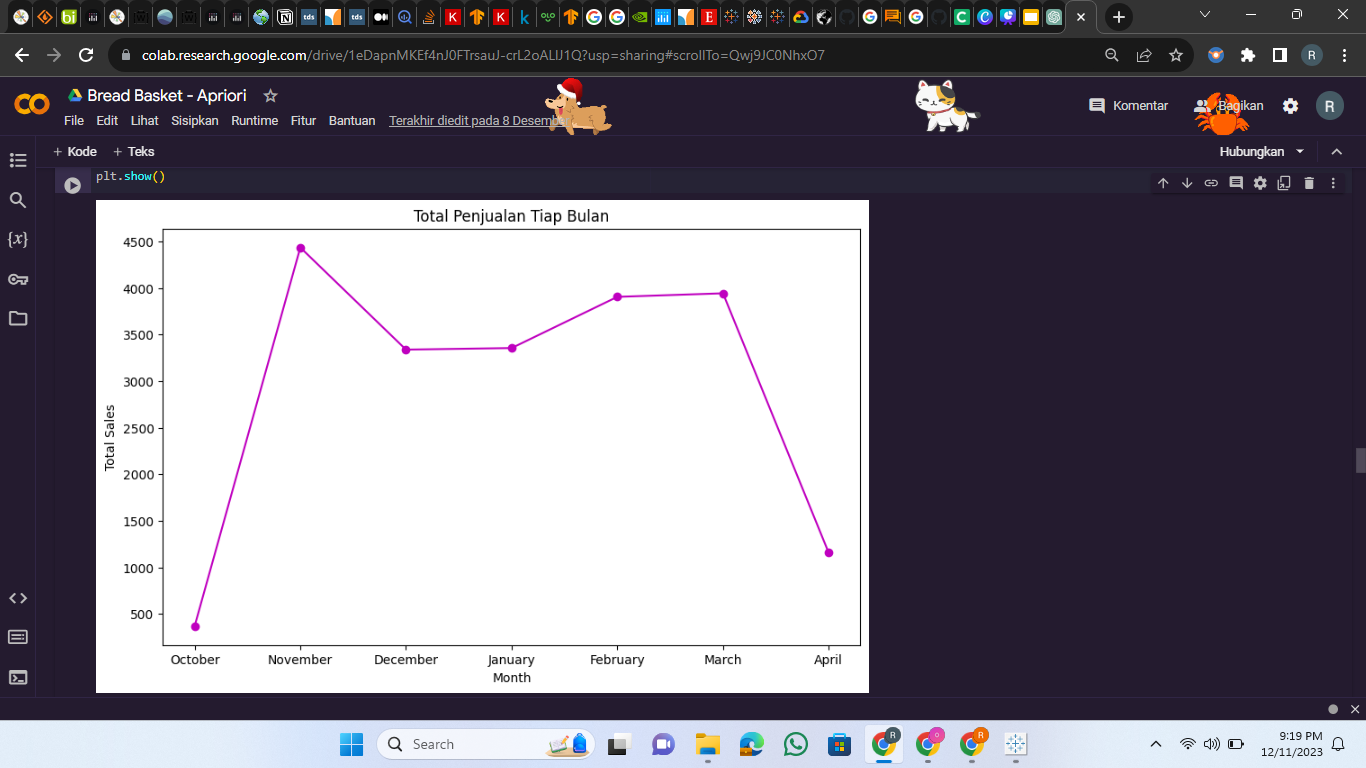 colab.research.google.com/drive/1eDapnMKEf4nJ0FTrsauJ-crL2oALlJ1Q?usp=sharing#scrollTo=Qwj9JC0NhxO7
R
CO
Bread Basket - Apriori
Komentar
Bagikan
R
File Edit Lihat Sisipkan Runtime Fitur Bantuan Terakhir diedit pada 8 Desember
+ Kode + Teks
Hubungkan
plt.show()
{x}
Total Penjualan Tiap Bulan
4500
4000
3500
3000
2500
2000
1500
1000
500
Total Sales
October November December January February March April
Month
Search
9:19 PM
12/11/2023